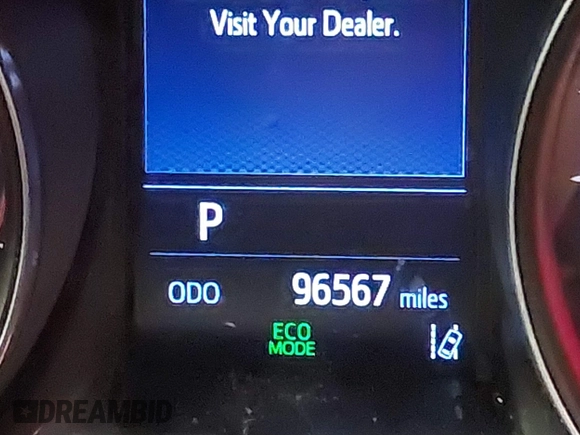 Visit Your Dealer.
P
ODO 96567 miles
ECO
MODE
DREAMBID